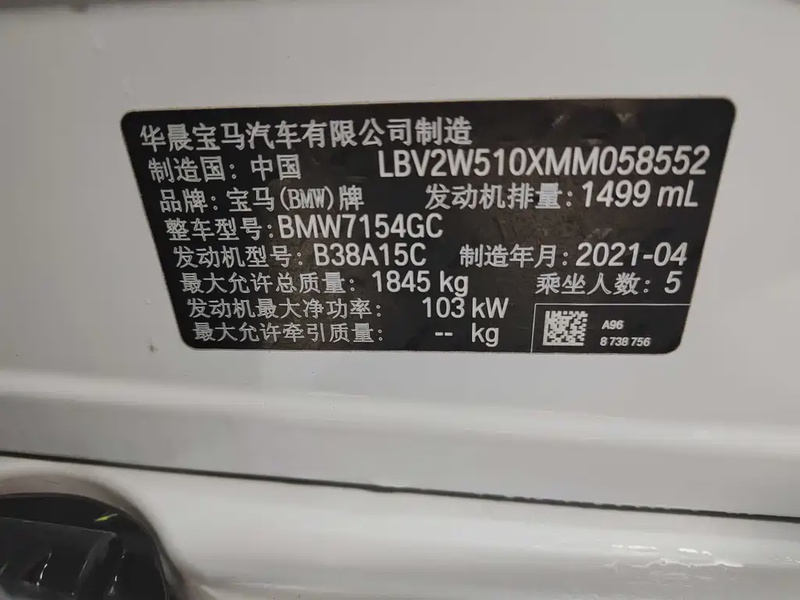 华晨宝马汽车有限公司制造
制造国: 中国 LBV2W510XMM058552
品牌: 宝马(BMW)牌 发动机排量: 1499 mL
整车型号: BMW7154GC
发动机型号: B38A15C 制造年月: 2021-04
最大允许总质量: 1845 kg 乘坐人数: 5
发动机最大净功率: 103 kW
最大允许牵引质量: -- kg
A96
8 738 756